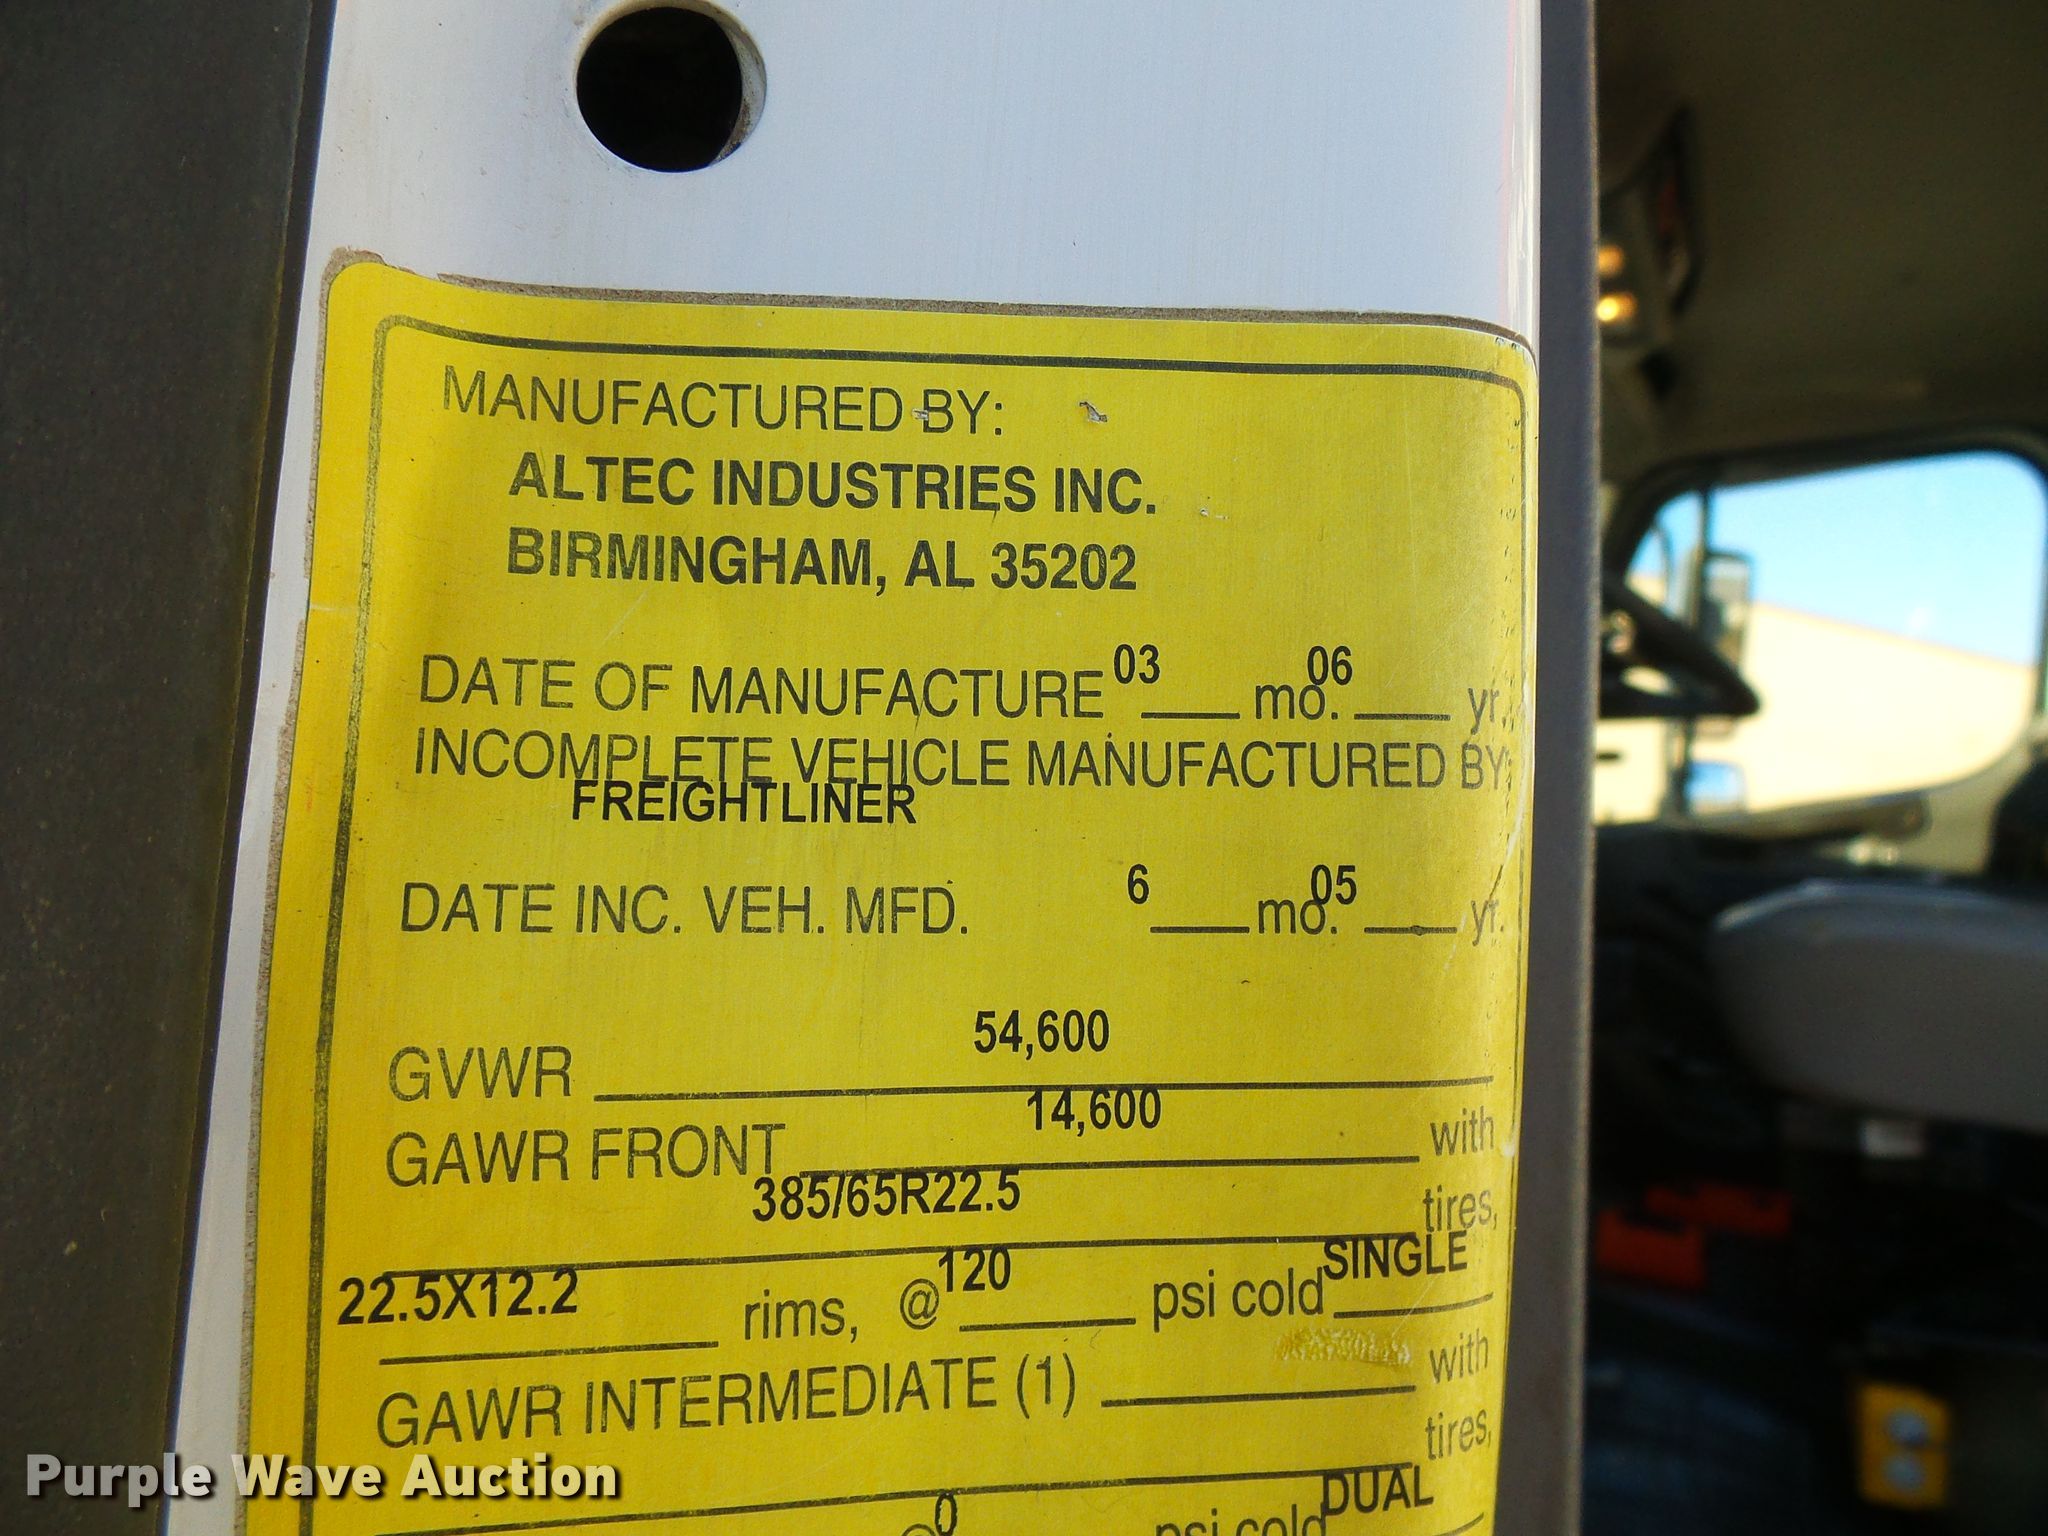 MANUFACTURED BY:
ALTEC INDUSTRIES INC.
BIRMINGHAM, AL 35202
DATE OF MANUFACTURE 03 mo. 06 yr.
INCOMPLETE VEHICLE MANUFACTURED BY:
FREIGHTLINER
DATE INC. VEH. MFD. 6 mo. 05 yr.
GVWR 54,600
GAWR FRONT 14,600 with
385/65R22.5 tires,
22.5X12.2 rims, @ 120 psi cold SINGLE
GAWR INTERMEDIATE (1) with
tires,
@ 0 psi cold DUAL
Purple Wave Auction